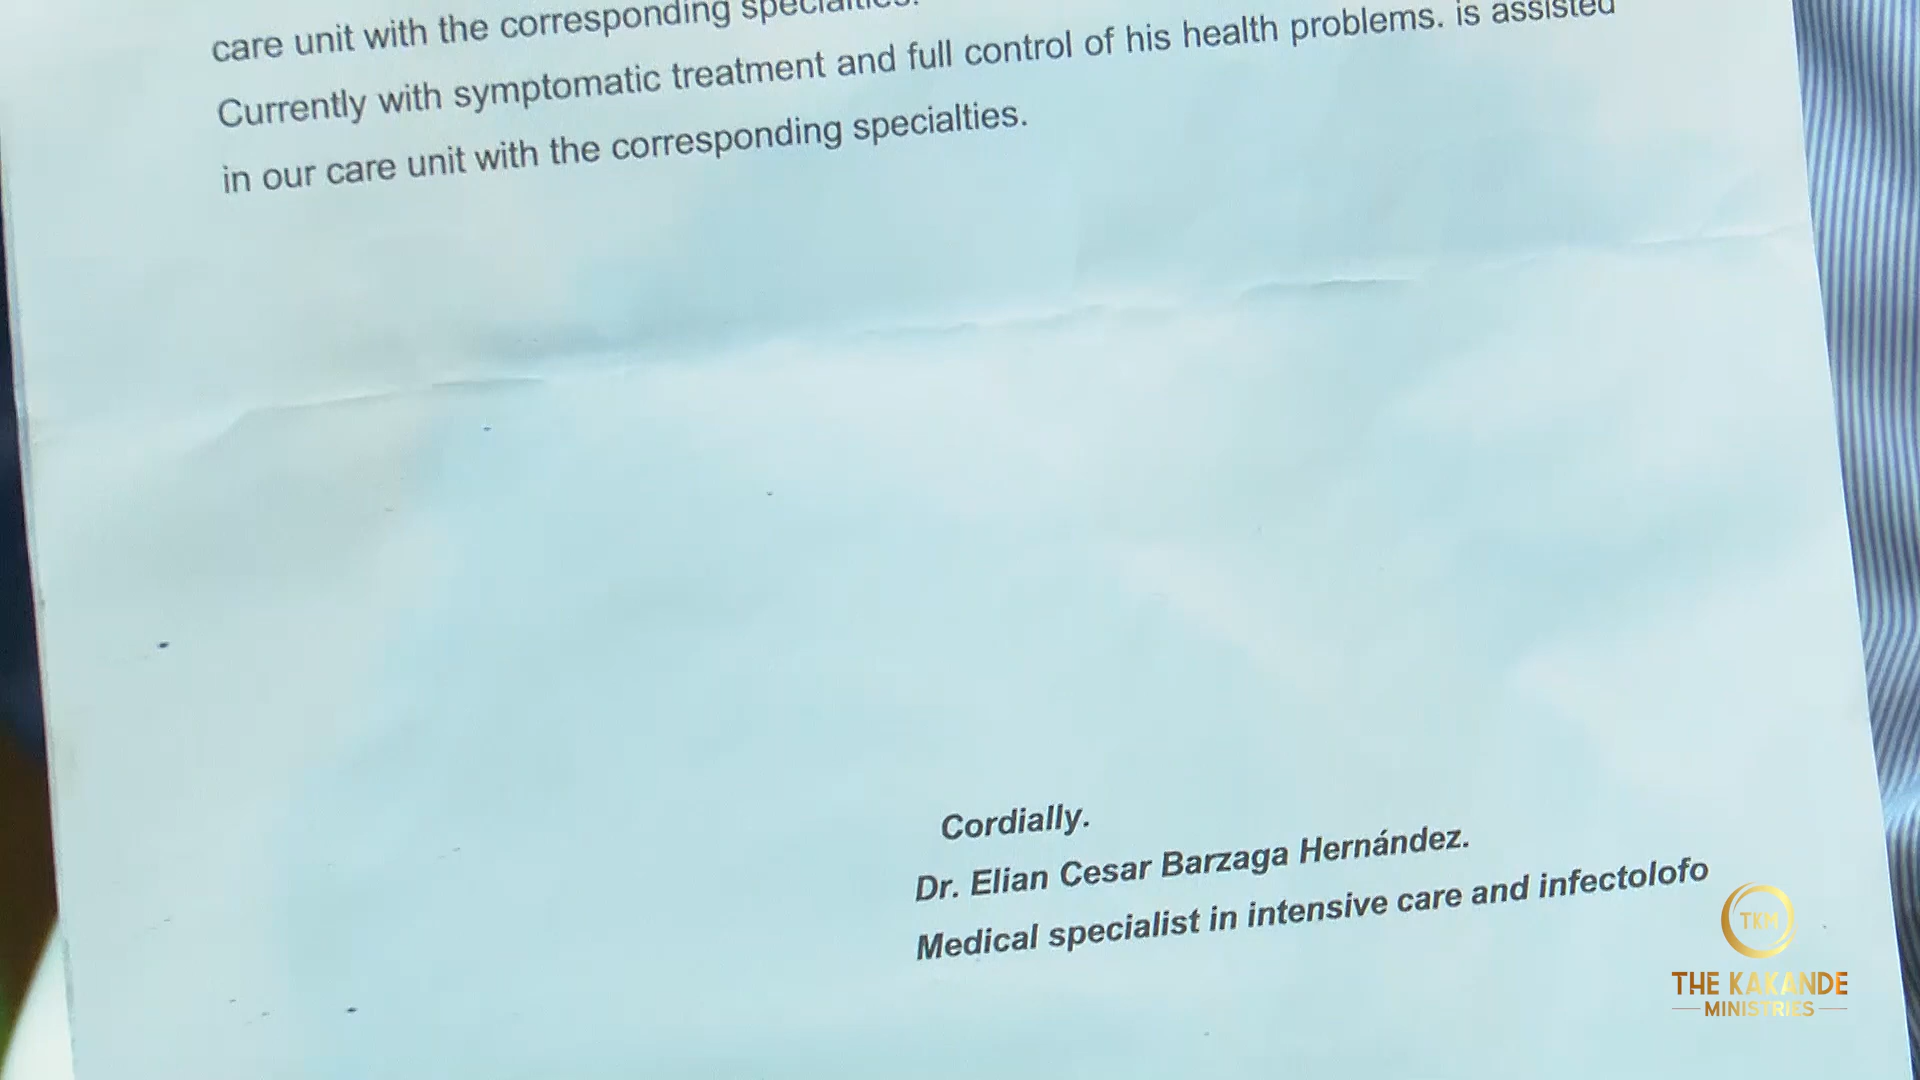 care unit with the corresponding specialties.
Currently with symptomatic treatment and full control of his health problems. is assisted
in our care unit with the corresponding specialties.
Cordially.
Dr. Elian Cesar Barzaga Hernández.
Medical specialist in intensive care and infectolofo
TKM
THE KAKANDE
MINISTRIES